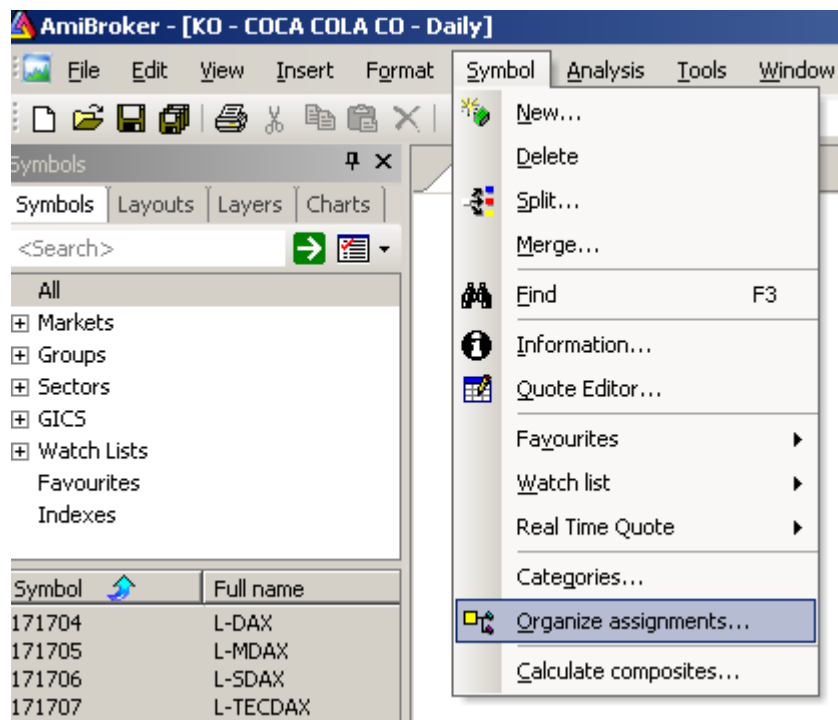 AmiBroker - [KO - COCA COLA CO - Daily]
File Edit View Insert Format Symbol Analysis Tools Window
Symbols
Symbols Layouts Layers Charts
<Search>
All
Markets
Groups
Sectors
GICS
Watch Lists
Favourites
Indexes
Symbol Full name
171704 L-DAX
171705 L-MDAX
171706 L-SDAX
171707 L-TECDAX
New...
Delete
Split...
Merge...
Find F3
Information...
Quote Editor...
Favourites
Watch list
Real Time Quote
Categories...
Organize assignments...
Calculate composites...